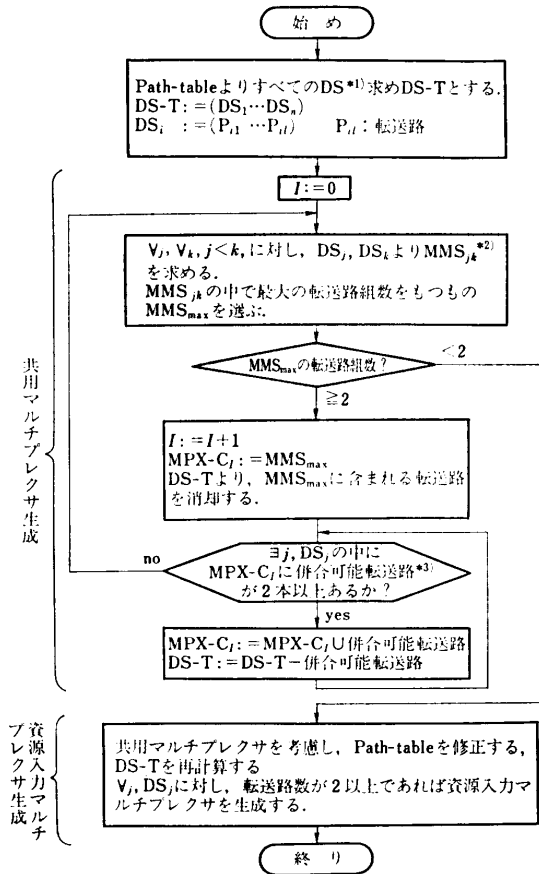 始め
Path-tableよりすべてのDS*1)求めDS-Tとする.
DS-T:=(DS₁…DSₙ)
DSᵢ :=(Pᵢ₁…Pᵢₗ) Pᵢₗ:転送路
I:=0
∀j, ∀k, j<k, に対し, DSⱼ, DSₖよりMMSⱼₖ*2)
を求める.
MMSⱼₖの中で最大の転送路組数をもつもの
MMSmaxを選ぶ.
MMSmaxの転送路組数?
<2
≧2
I:=I+1
MPX-C_I:=MMSmax
DS-Tより, MMSmaxに含まれる転送路
を消却する.
∃j, DSⱼの中に
MPX-C_Iに併合可能転送路*3)
が2本以上あるか?
no
yes
MPX-C_I:=MPX-C_I∪併合可能転送路
DS-T:=DS-T−併合可能転送路
共用マルチプレクサ生成
共用マルチプレクサを考慮し, Path-tableを修正する,
DS-Tを再計算する
∀j, DSⱼに対し, 転送路数が2以上であれば資源入力マ
ルチプレクサを生成する.
資源入力マルチ
プレクサ生成
終り